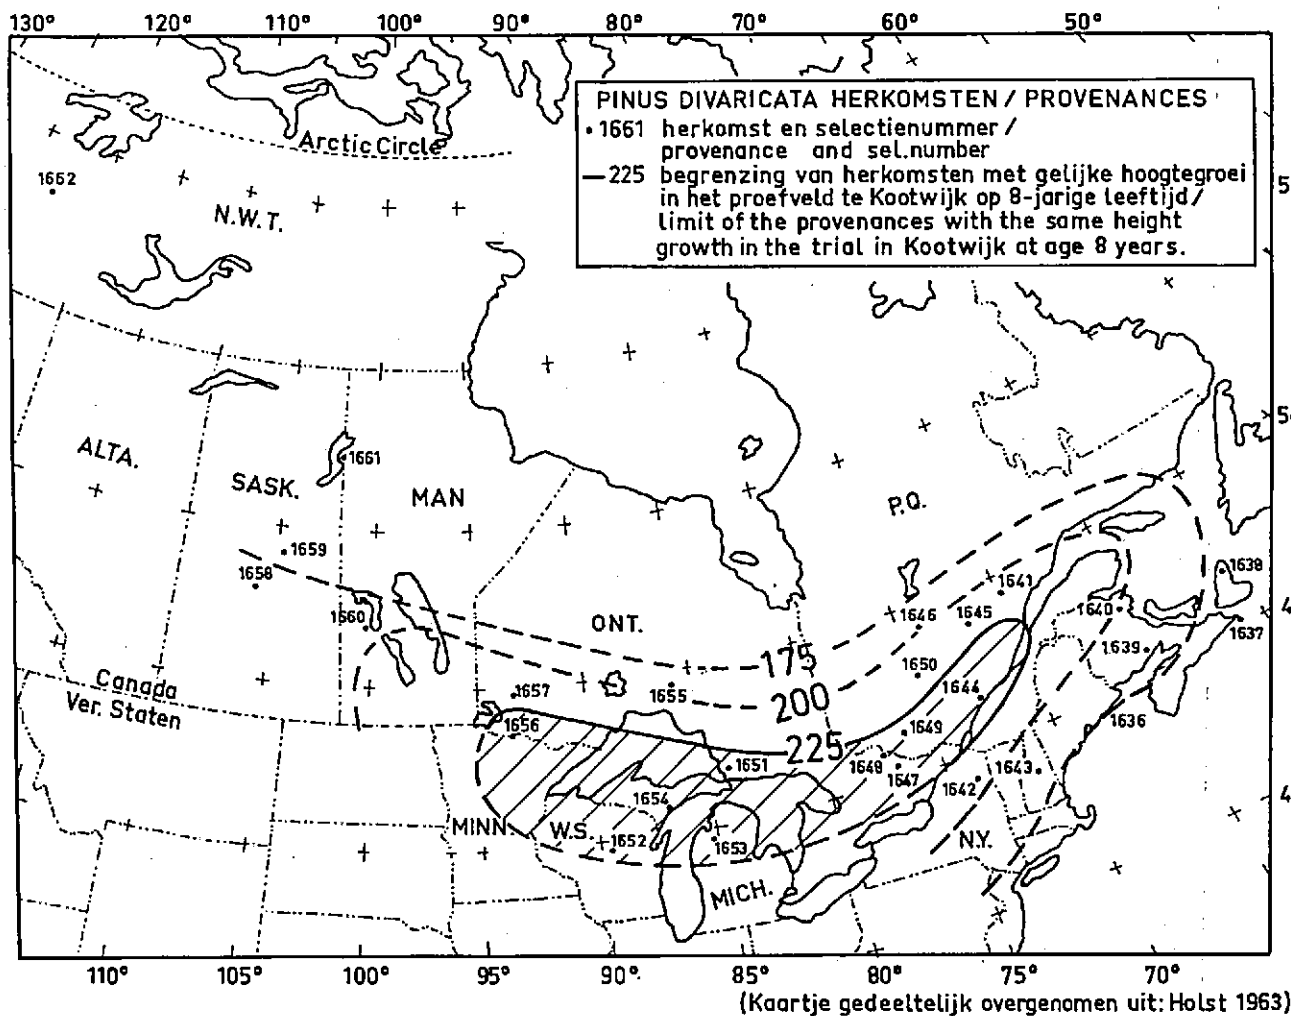 130° 120° 110° 100° 90° 80° 70° 60° 50°
PINUS DIVARICATA HERKOMSTEN / PROVENANCES
• 1661 herkomst en selectienummer /
provenance and sel.number
— 225 begrenzing van herkomsten met gelijke hoogtegroei
in het proefveld te Kootwijk op 8-jarige leeftijd /
limit of the provenances with the same height
growth in the trial in Kootwijk at age 8 years.
Arctic Circle
1652
N.W.T.
5
5
ALTA.
SASK.
1661
MAN
P.Q.
1659
1658
1638
1641
1660
ONT.
1646
1645
1640
4
1637
175
1639
1650
Canada
Ver. Staten
1657
1655
200
1644
1656
1649
1636
225
1651
1648
1647
1642
1643
4
1654
MINN
W.S.
1652
1653
N.Y.
MICH.
110° 105° 100° 95° 90° 85° 80° 75° 70°
(Kaartje gedeeltelijk overgenomen uit: Holst 1963)